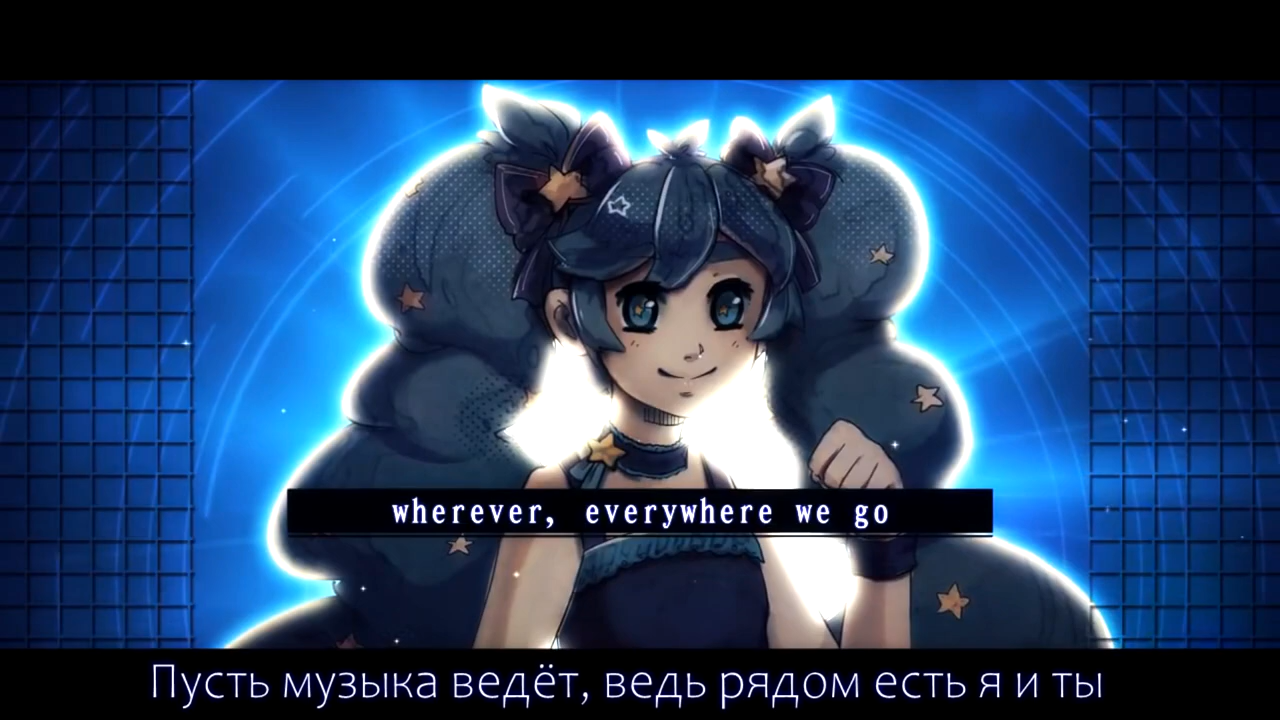 wherever, everywhere we go
Пусть музыка ведёт, ведь рядом есть я и ты